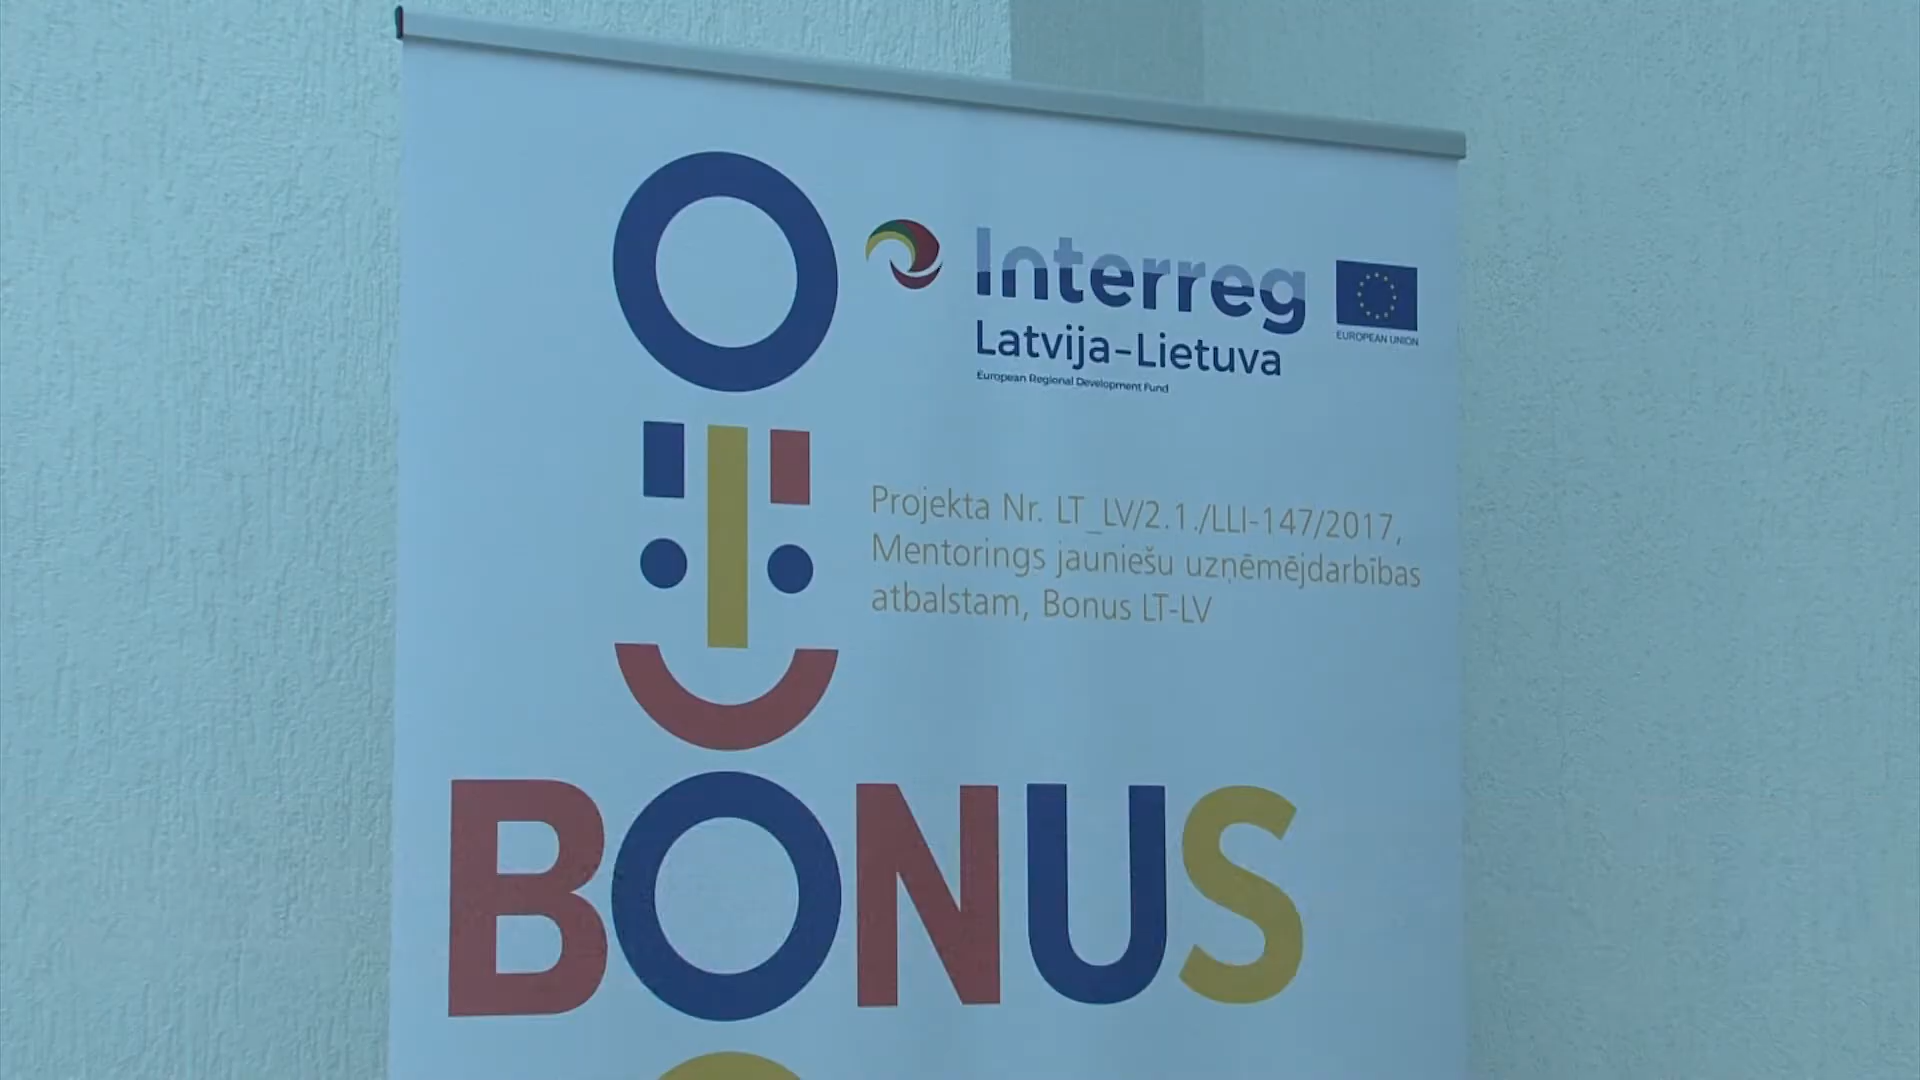 Interreg
Latvija-Lietuva
European Regional Development Fund
EUROPEAN UNION
Projekta Nr. LT_LV/2.1./LLI-147/2017,
Mentorings jauniešu uzņēmējdarbības
atbalstam, Bonus LT-LV
BONUS